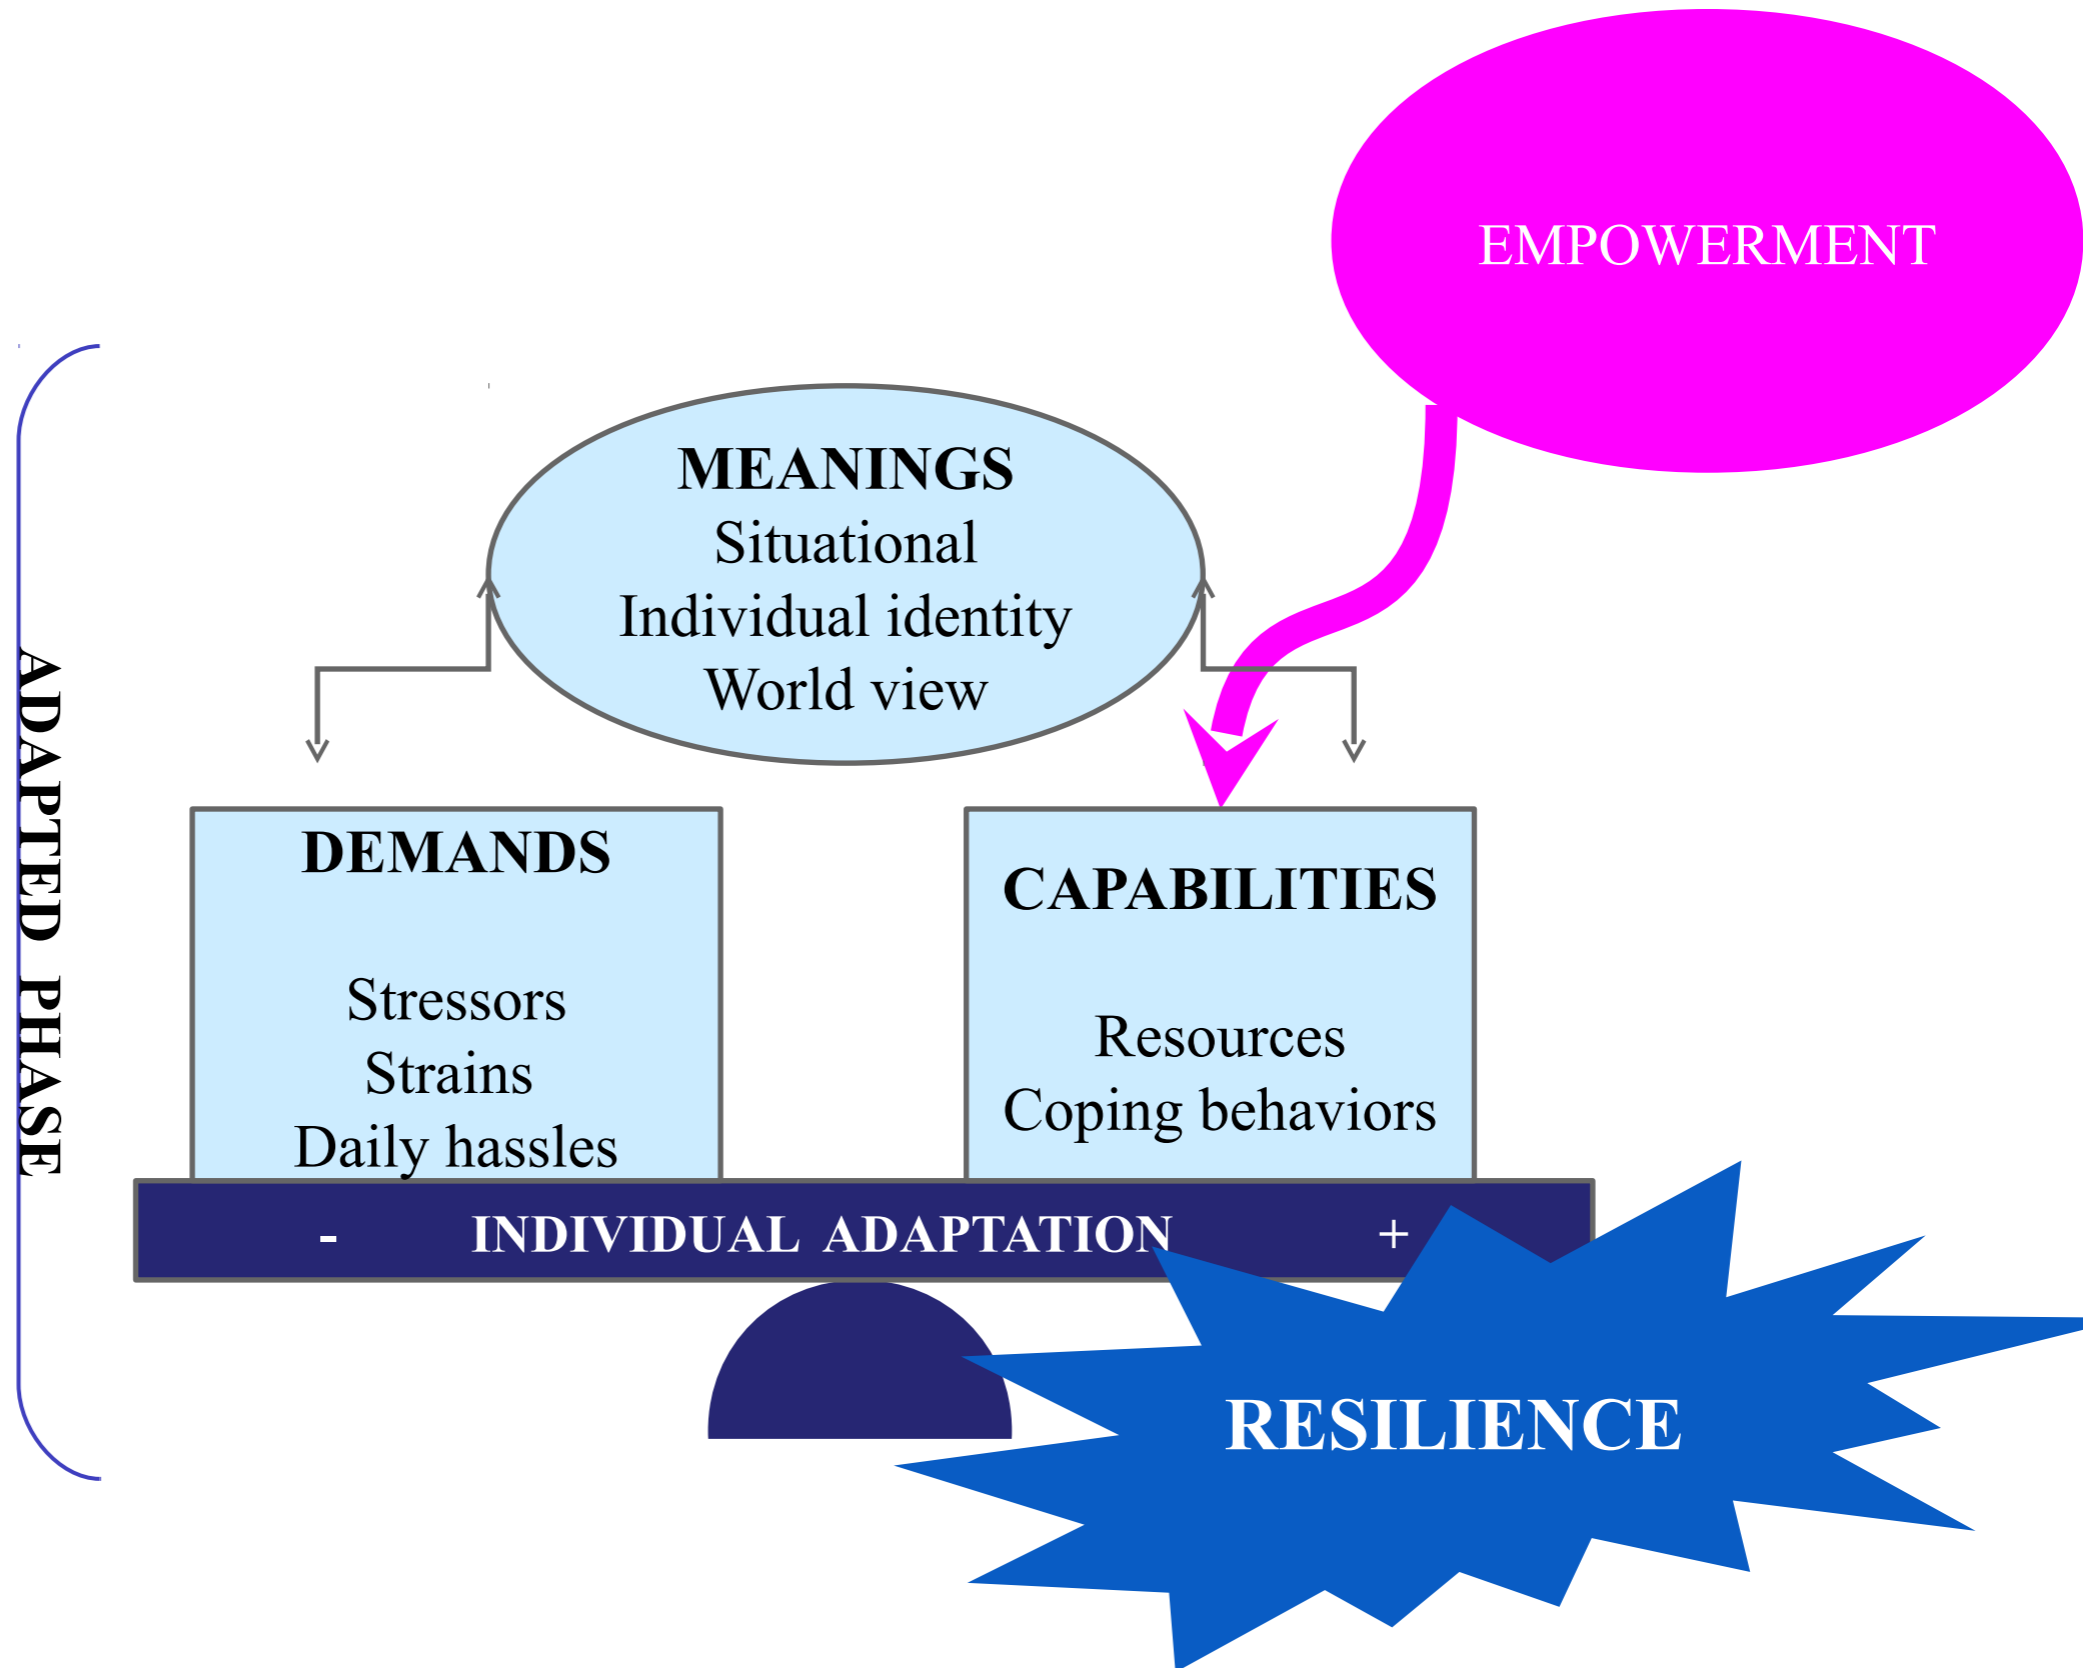 EMPOWERMENT
MEANINGS
Situational
Individual identity
World view
ADAPTED PHASE
DEMANDS
Stressors
Strains
Daily hassles
CAPABILITIES
Resources
Coping behaviors
- INDIVIDUAL ADAPTATION +
RESILIENCE